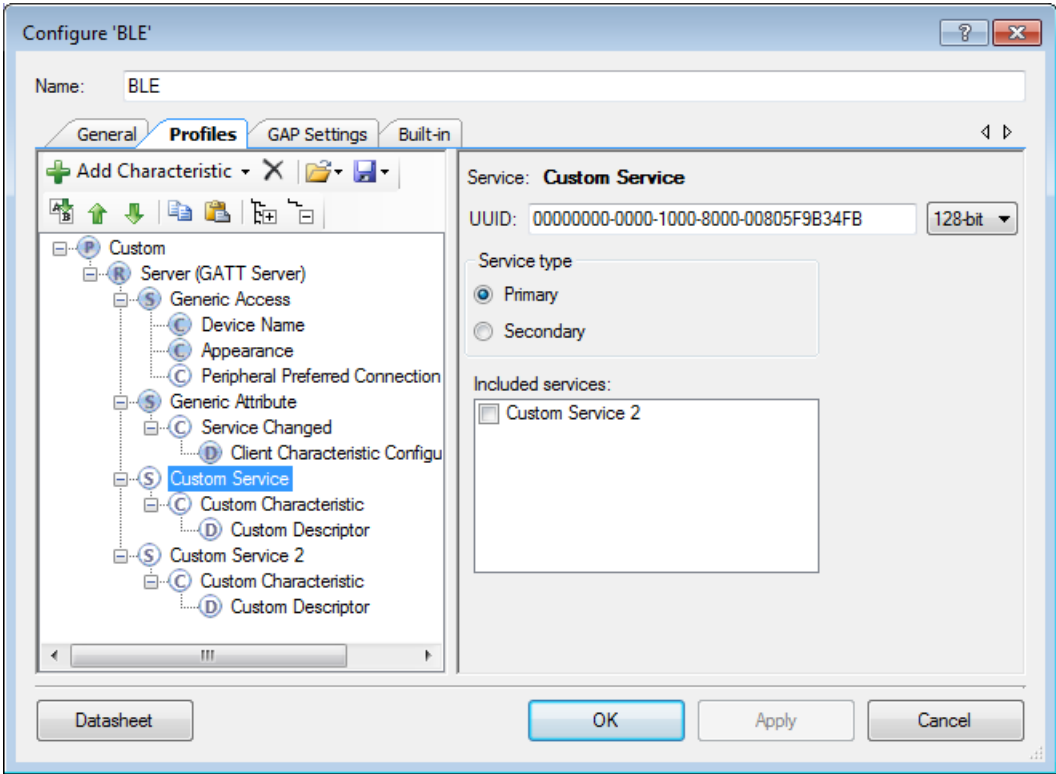 Configure 'BLE'
Name: BLE
General Profiles GAP Settings Built-in
Add Characteristic
Custom
Server (GATT Server)
Generic Access
Device Name
Appearance
Peripheral Preferred Connection
Generic Attribute
Service Changed
Client Characteristic Configu
Custom Service
Custom Characteristic
Custom Descriptor
Custom Service 2
Custom Characteristic
Custom Descriptor
Service: Custom Service
UUID: 00000000-0000-1000-8000-00805F9B34FB 128-bit
Service type
Primary
Secondary
Included services:
Custom Service 2
Datasheet OK Apply Cancel